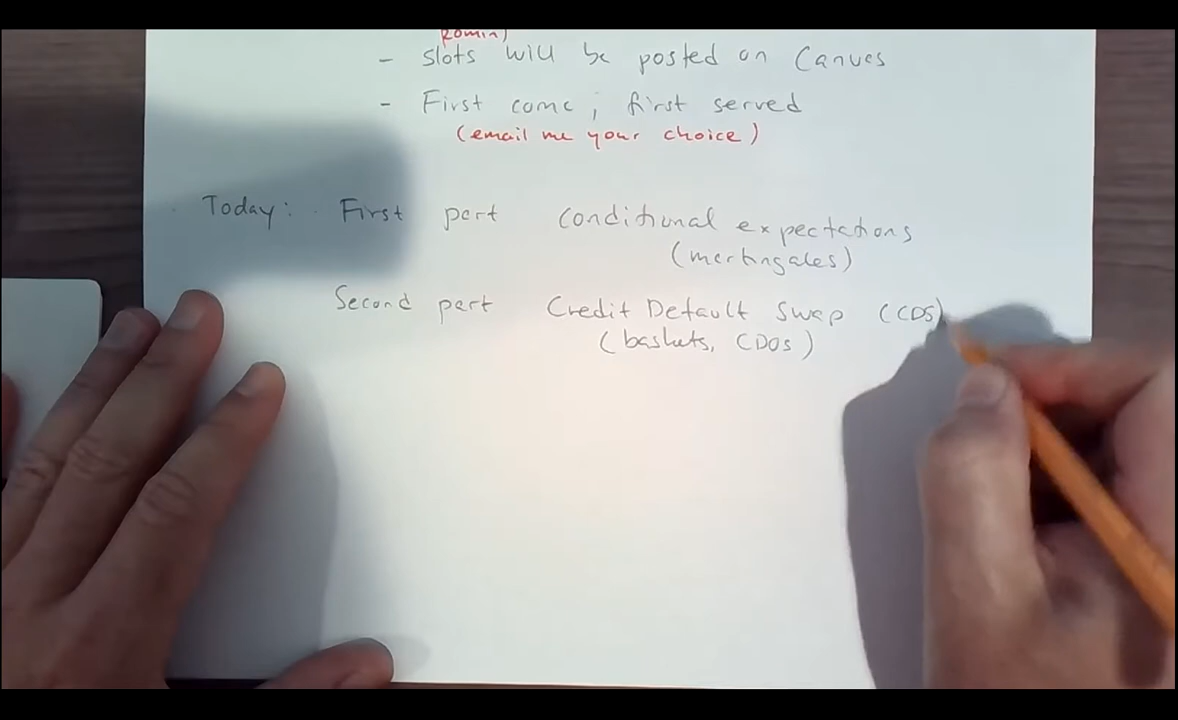 - Slots will be posted on Canvas
- First come, first served
(email me your choice)
Today: First part Conditional expectations
(martingales)
Second part Credit Default Swap (CDS)
(baskets, CDOs)